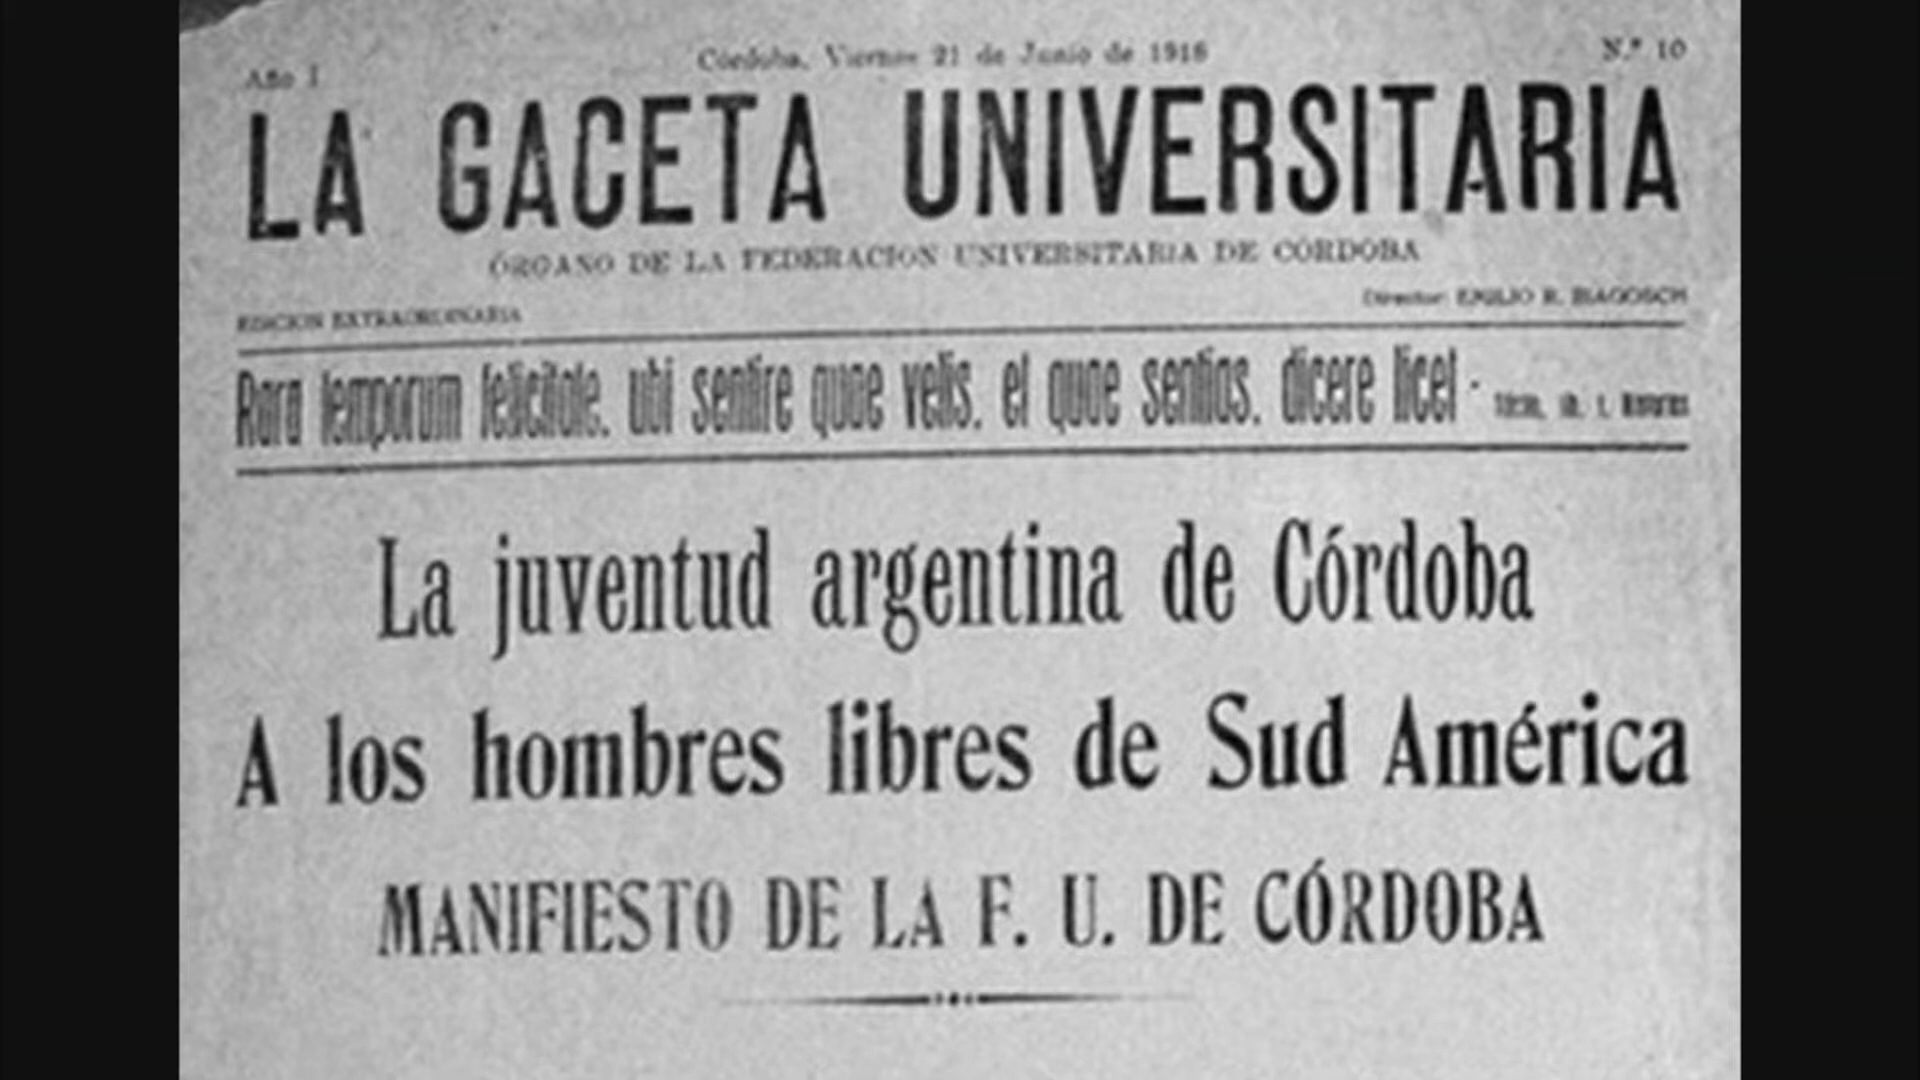 Córdoba, Viernes 21 de Junio de 1918
Año I
N.º 10
LA GACETA UNIVERSITARIA
ÓRGANO DE LA FEDERACION UNIVERSITARIA DE CÓRDOBA
EDICION EXTRAORDINARIA
Director: EMILIO R. BIAGOSCH
Rara temporum felicitate, ubi sentire quae velis, et quae sentias, dicere licet -
La juventud argentina de Córdoba
A los hombres libres de Sud América
MANIFIESTO DE LA F. U. DE CÓRDOBA